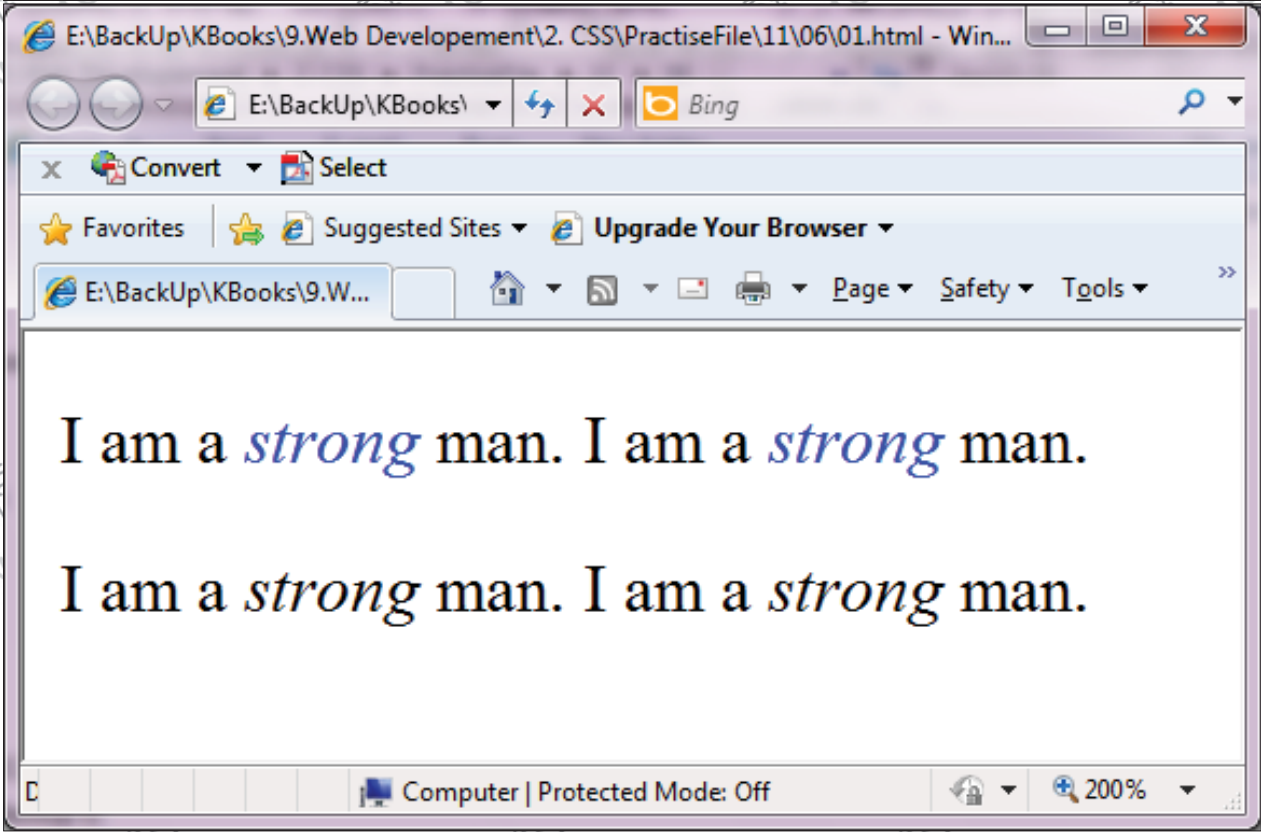 E:\BackUp\KBooks\9.Web Developement\2. CSS\PractiseFile\11\06\01.html - Win...
E:\BackUp\KBooks\ Bing
x Convert Select
Favorites Suggested Sites Upgrade Your Browser
E:\BackUp\KBooks\9.W... Page Safety Tools »
I am a strong man. I am a strong man.
I am a strong man. I am a strong man.
Computer | Protected Mode: Off 200%